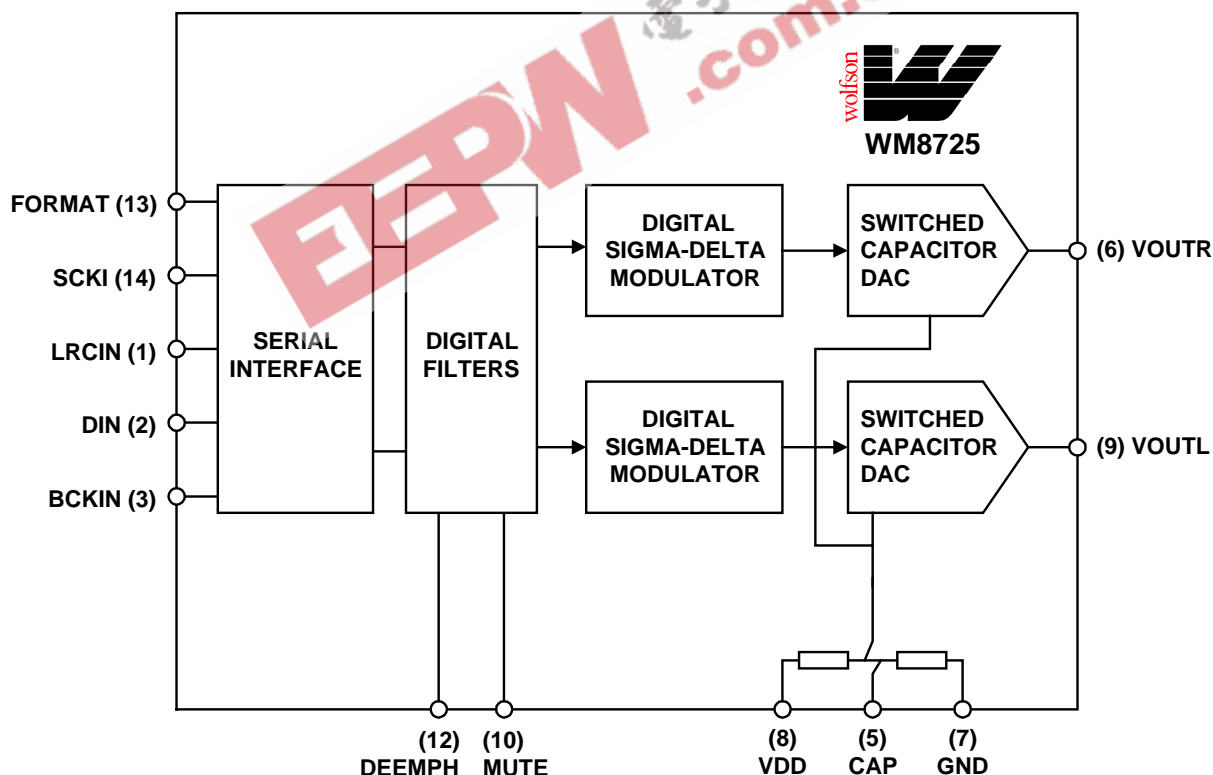 EEPW
.com.
wolfson
®
WM8725
FORMAT (13)
SCKI (14)
LRCIN (1)
DIN (2)
BCKIN (3)
SERIAL
INTERFACE
DIGITAL
FILTERS
DIGITAL
SIGMA-DELTA
MODULATOR
SWITCHED
CAPACITOR
DAC
(6) VOUTR
DIGITAL
SIGMA-DELTA
MODULATOR
SWITCHED
CAPACITOR
DAC
(9) VOUTL
(12)
DEEMPH
(10)
MUTE
(8)
VDD
(5)
CAP
(7)
GND